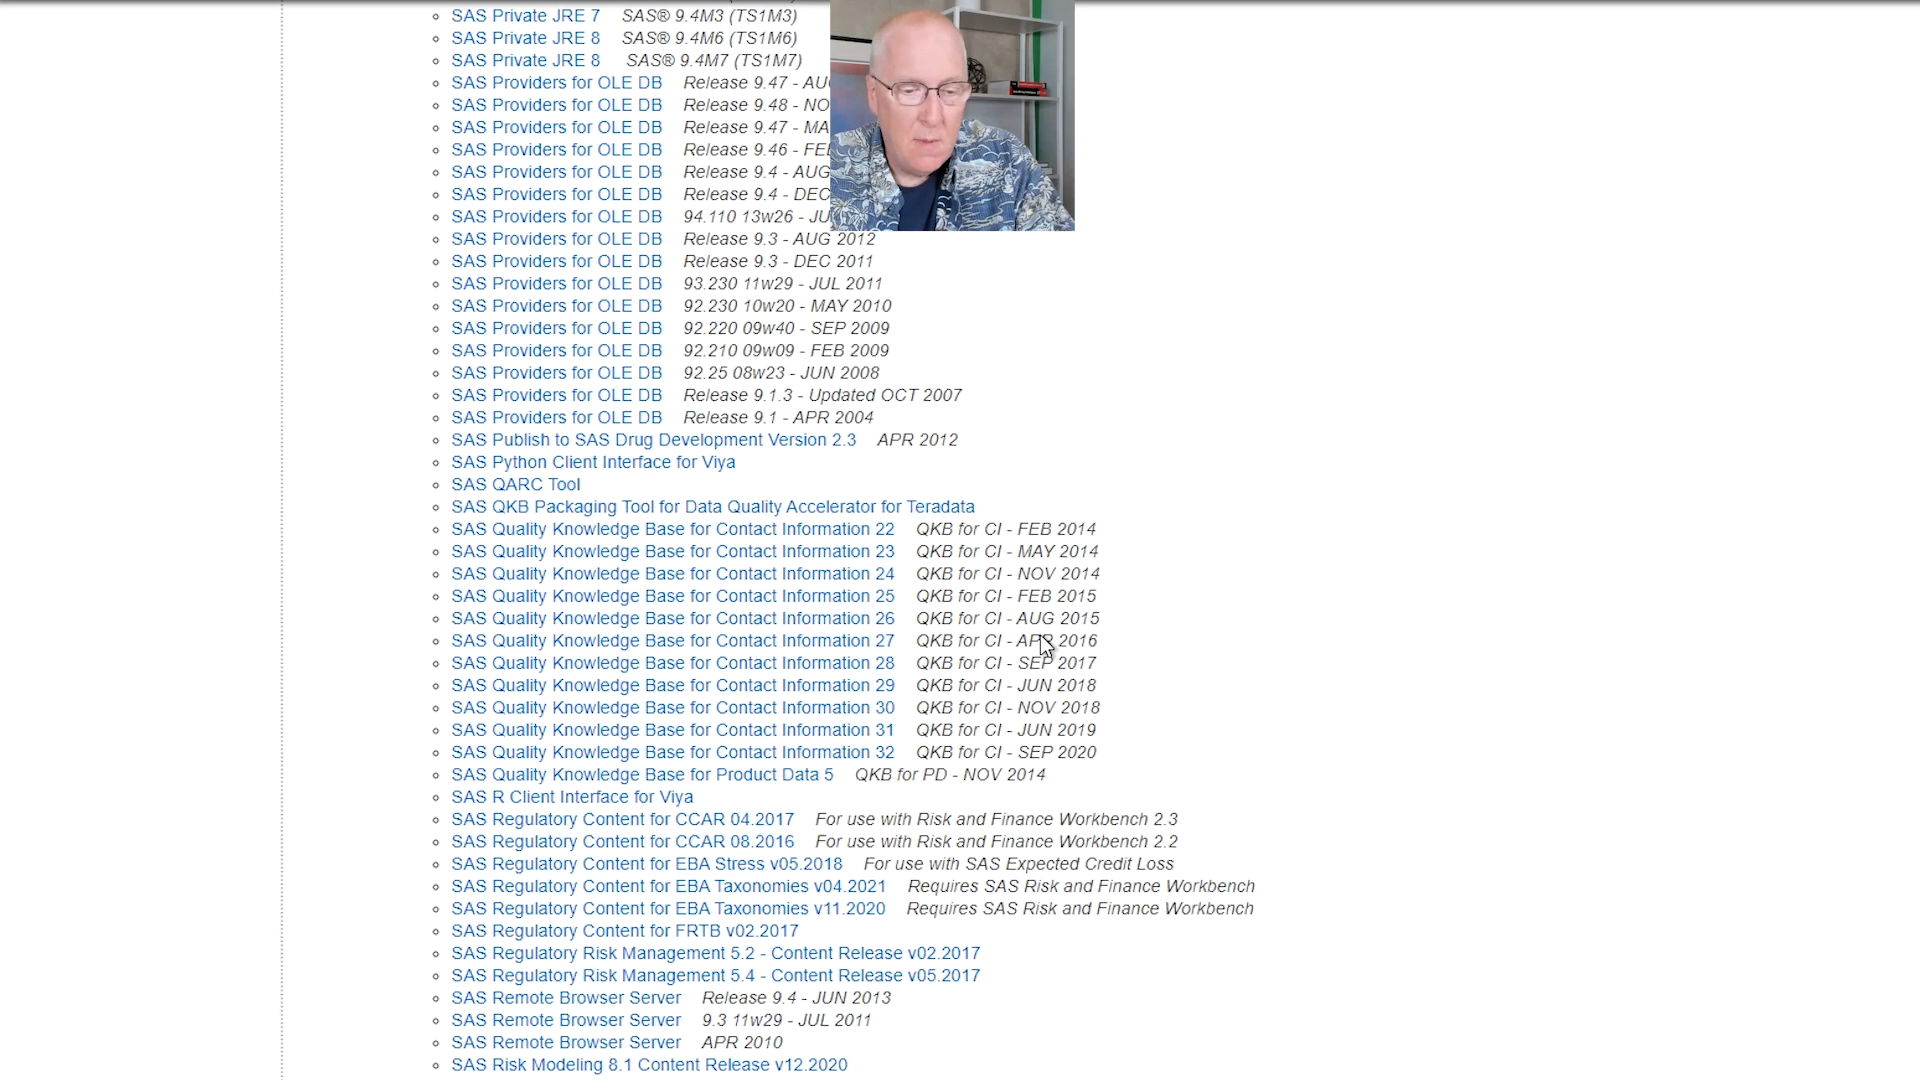 SAS Private JRE 7 SAS® 9.4M3 (TS1M3)
SAS Private JRE 8 SAS® 9.4M6 (TS1M6)
SAS Private JRE 8 SAS® 9.4M7 (TS1M7)
SAS Providers for OLE DB Release 9.47 -
SAS Providers for OLE DB Release 9.48 -
SAS Providers for OLE DB Release 9.47 -
SAS Providers for OLE DB Release 9.46 -
SAS Providers for OLE DB Release 9.4 - AUG
SAS Providers for OLE DB Release 9.4 - DEC
SAS Providers for OLE DB 94.110 13w26 -
SAS Providers for OLE DB Release 9.3 - AUG 2012
SAS Providers for OLE DB Release 9.3 - DEC 2011
SAS Providers for OLE DB 93.230 11w29 - JUL 2011
SAS Providers for OLE DB 92.230 10w20 - MAY 2010
SAS Providers for OLE DB 92.220 09w40 - SEP 2009
SAS Providers for OLE DB 92.210 09w09 - FEB 2009
SAS Providers for OLE DB 92.25 08w23 - JUN 2008
SAS Providers for OLE DB Release 9.1.3 - Updated OCT 2007
SAS Providers for OLE DB Release 9.1 - APR 2004
SAS Publish to SAS Drug Development Version 2.3 APR 2012
SAS Python Client Interface for Viya
SAS QARC Tool
SAS QKB Packaging Tool for Data Quality Accelerator for Teradata
SAS Quality Knowledge Base for Contact Information 22 QKB for CI - FEB 2014
SAS Quality Knowledge Base for Contact Information 23 QKB for CI - MAY 2014
SAS Quality Knowledge Base for Contact Information 24 QKB for CI - NOV 2014
SAS Quality Knowledge Base for Contact Information 25 QKB for CI - FEB 2015
SAS Quality Knowledge Base for Contact Information 26 QKB for CI - AUG 2015
SAS Quality Knowledge Base for Contact Information 27 QKB for CI - APR 2016
SAS Quality Knowledge Base for Contact Information 28 QKB for CI - SEP 2017
SAS Quality Knowledge Base for Contact Information 29 QKB for CI - JUN 2018
SAS Quality Knowledge Base for Contact Information 30 QKB for CI - NOV 2018
SAS Quality Knowledge Base for Contact Information 31 QKB for CI - JUN 2019
SAS Quality Knowledge Base for Contact Information 32 QKB for CI - SEP 2020
SAS Quality Knowledge Base for Product Data 5 QKB for PD - NOV 2014
SAS R Client Interface for Viya
SAS Regulatory Content for CCAR 04.2017 For use with Risk and Finance Workbench 2.3
SAS Regulatory Content for CCAR 08.2016 For use with Risk and Finance Workbench 2.2
SAS Regulatory Content for EBA Stress v05.2018 For use with SAS Expected Credit Loss
SAS Regulatory Content for EBA Taxonomies v04.2021 Requires SAS Risk and Finance Workbench
SAS Regulatory Content for EBA Taxonomies v11.2020 Requires SAS Risk and Finance Workbench
SAS Regulatory Content for FRTB v02.2017
SAS Regulatory Risk Management 5.2 - Content Release v02.2017
SAS Regulatory Risk Management 5.4 - Content Release v05.2017
SAS Remote Browser Server Release 9.4 - JUN 2013
SAS Remote Browser Server 9.3 11w29 - JUL 2011
SAS Remote Browser Server APR 2010
SAS Risk Modeling 8.1 Content Release v12.2020